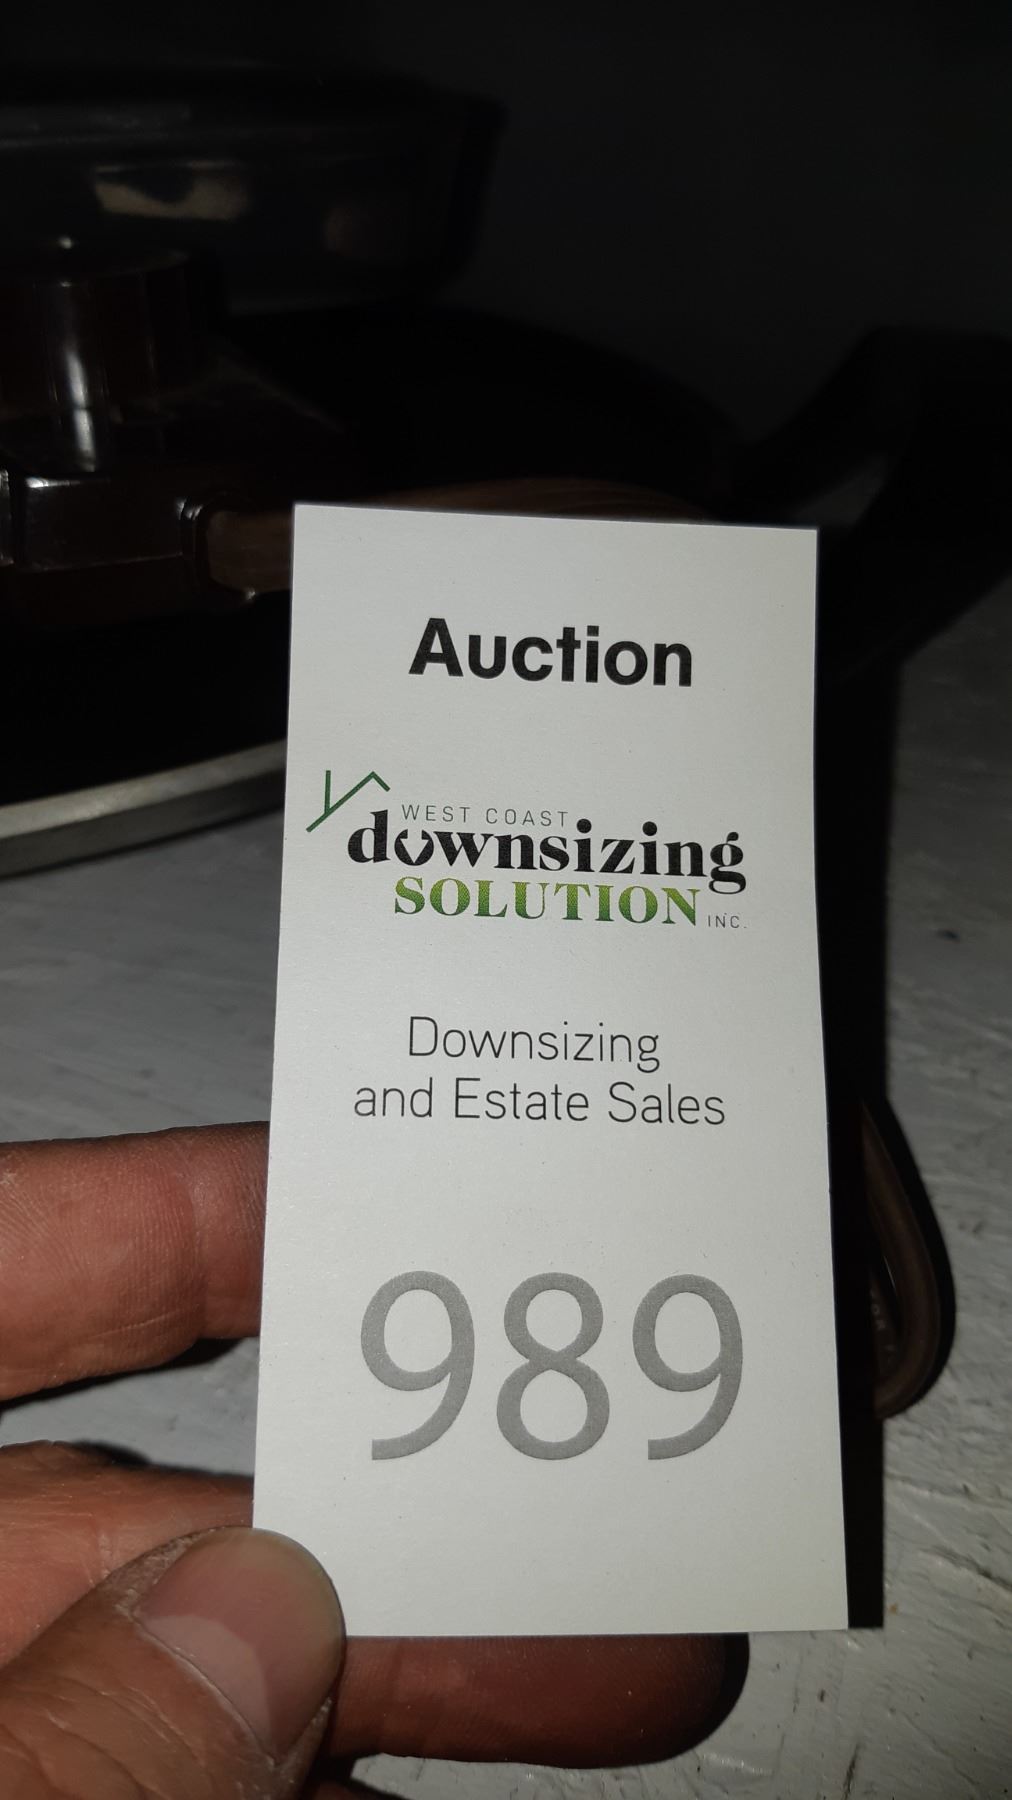 Auction
WEST COAST
downsizing
SOLUTION INC.
Downsizing
and Estate Sales
989